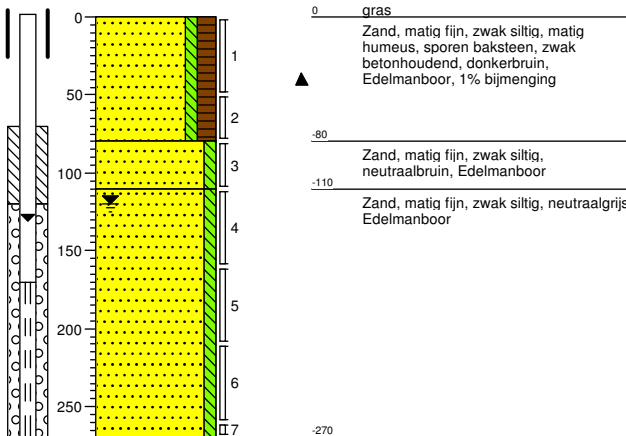 0
50
100
150
200
250
1
2
3
4
5
6
7
0
gras
Zand, matig fijn, zwak siltig, matig
humeus, sporen baksteen, zwak
betonhoudend, donkerbruin,
Edelmanboor, 1% bijmenging
-80
Zand, matig fijn, zwak siltig,
neutraalbruin, Edelmanboor
-110
Zand, matig fijn, zwak siltig, neutraalgrijs
Edelmanboor
-270